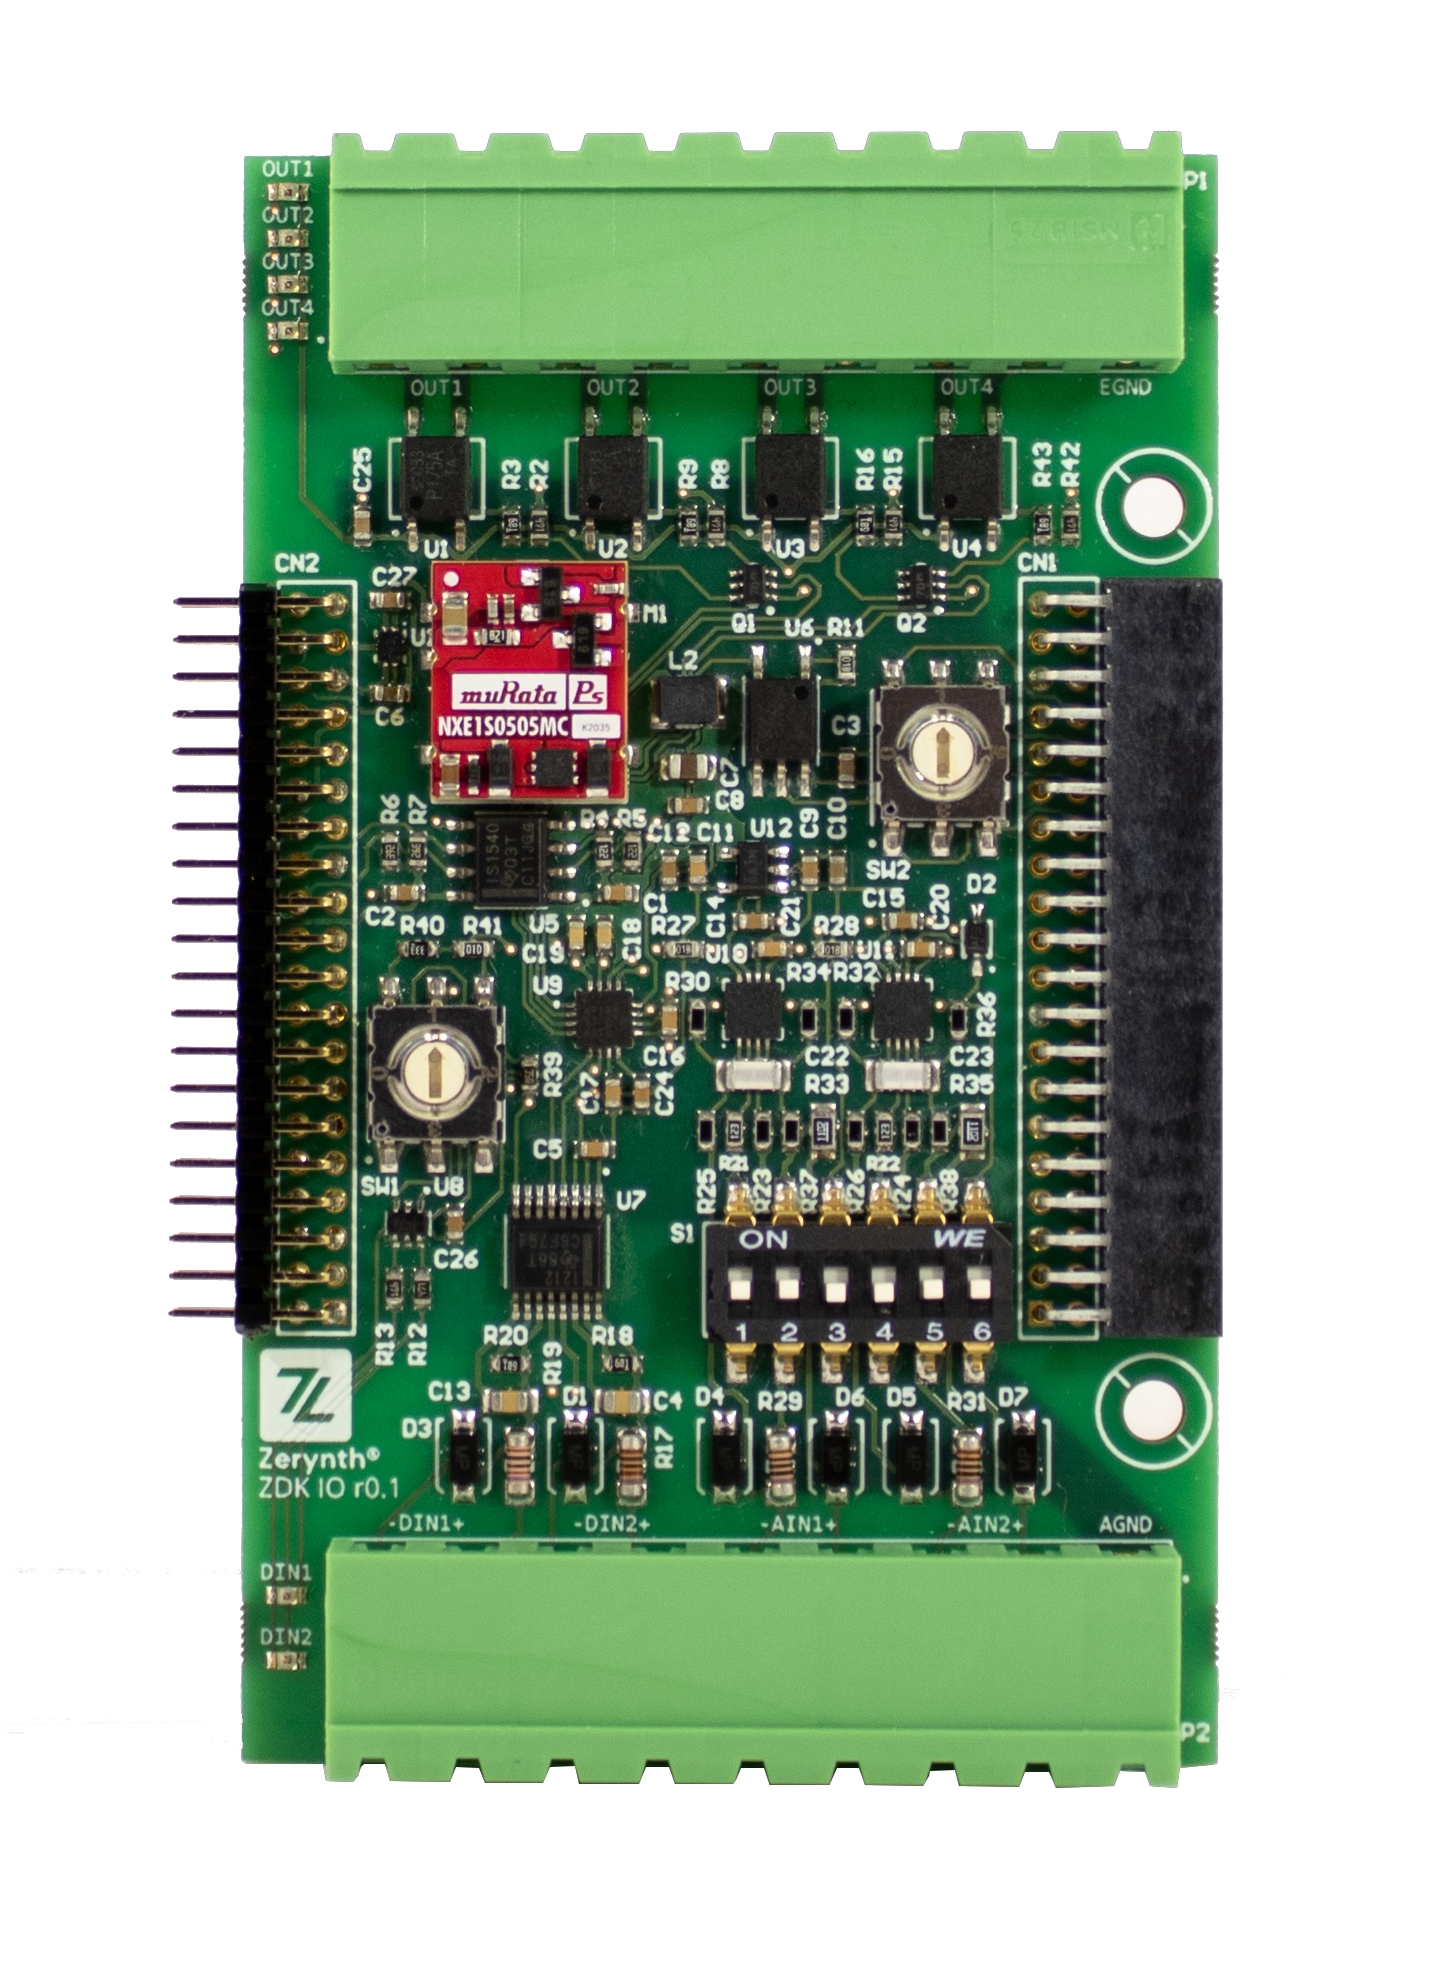 OUT1
OUT2
OUT3
OUT4
P1
OUT1 OUT2 OUT3 OUT4 EGND
C25 R3 R2 R9 R8 R16 R15 R43 R42
U1 U2 U3 U4
CN2 CN1
C27 M1 Q1 U6 R11 Q2
L2
C6 C3
muRata Ps
NXE1S0505MC K2035
C7
C8
R6 R7 R4 R5 C12 C11 U12 C9 C10
SW2
IS1540
D2
C2 U5 C1 C14 C21 C15 C20
R40 R41 C19 C18 R27 R28
333 010
U9 R30 R34 R32 R36
C16 C22 C23
R39 R33 R35
C17 C24
C5
R21 R22
R25 R23 R37 R26 R24 R38
SW1 U8 U7
S1
ON WE
C26
1 2 3 4 5 6
R13 R12
R20 R19 R18
C13 D1 C4 D4 R29 D6 D5 R31 D7
D3 R17
Zerynth®
ZDK IO r0.1
-DIN1+ -DIN2+ -AIN1+ -AIN2+ AGND
DIN1
DIN2
P2